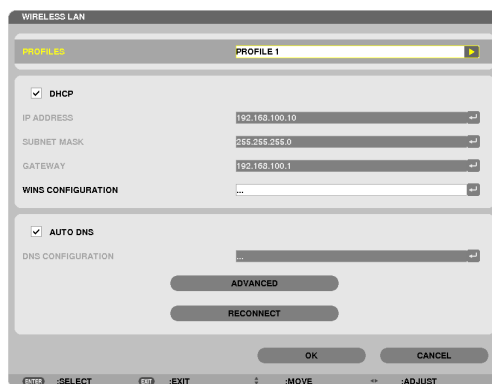 WIRELESS LAN
PROFILES PROFILE 1
DHCP
IP ADDRESS 192.168.100.10
SUBNET MASK 255.255.255.0
GATEWAY 192.168.100.1
WINS CONFIGURATION ...
AUTO DNS
DNS CONFIGURATION ...
ADVANCED
RECONNECT
OK CANCEL
ENTER :SELECT EXIT :EXIT :MOVE :ADJUST